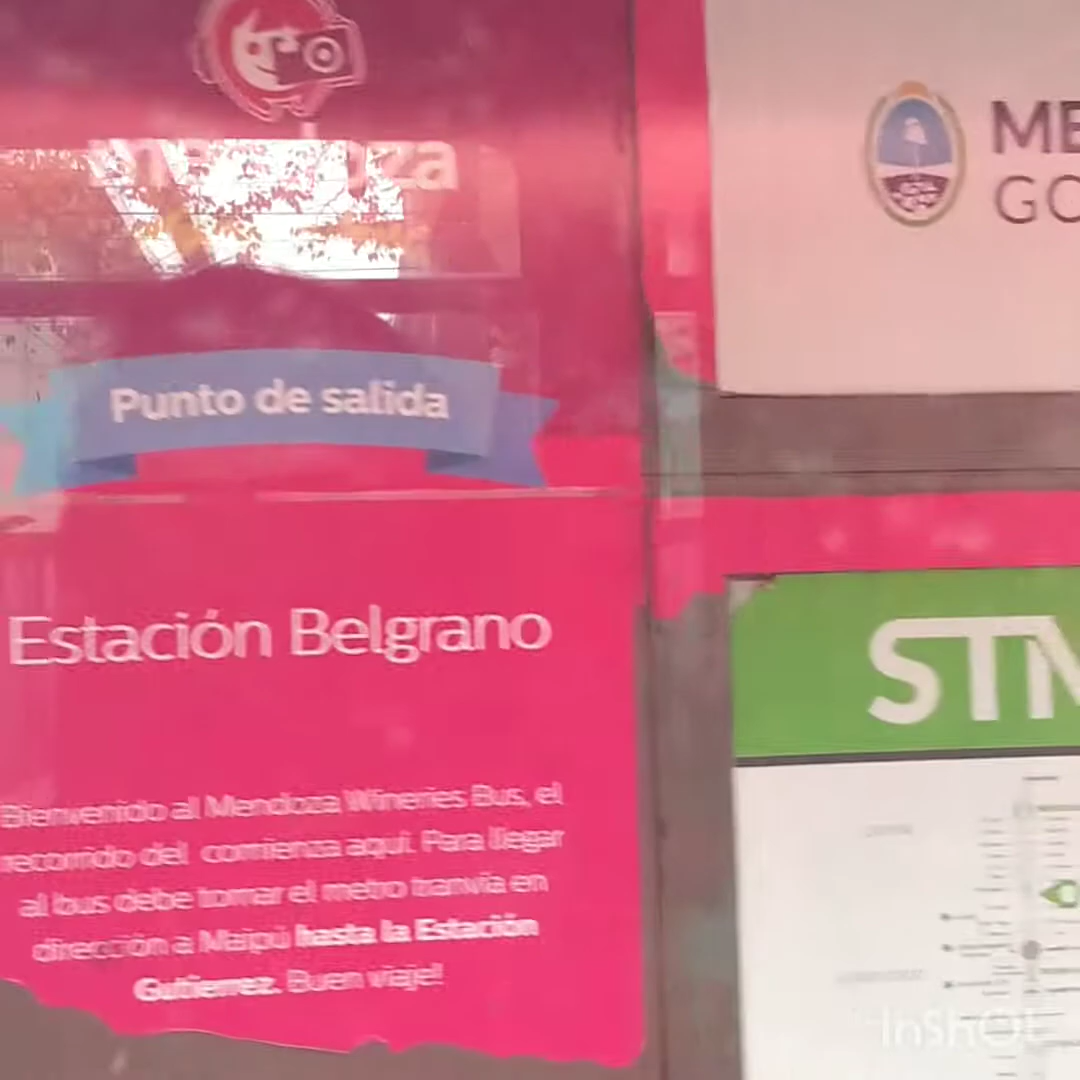 mendoza
Punto de salida
Estación Belgrano
Bienvenido al Mendoza Wineries Bus, el
recorrido del comienza aquí. Para llegar
al bus debe tomar el metro tranvía en
dirección a Maipú hasta la Estación
Gutierrez. Buen viaje!
ME
GO
STM
InShOt